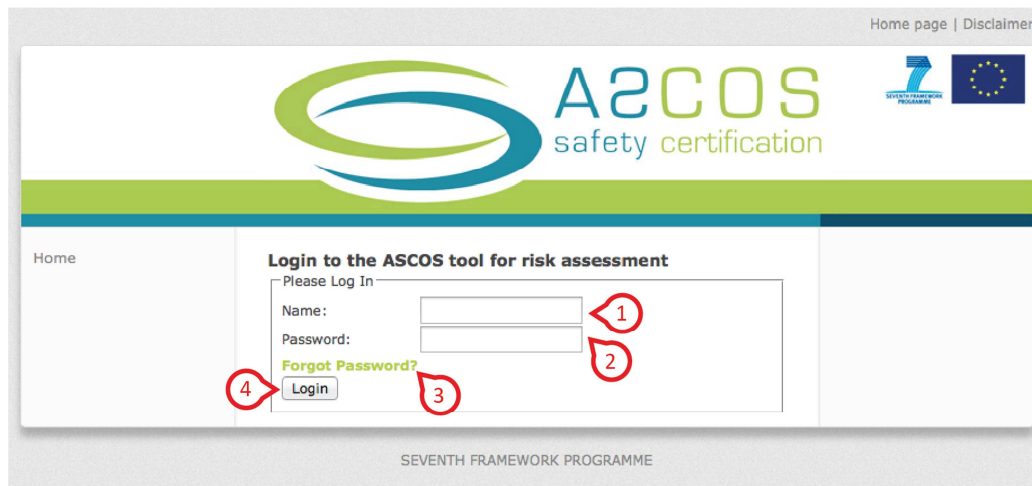 Home page | Disclaimer
ASCOS
safety certification
SEVENTH FRAMEWORK
PROGRAMME
Home
Login to the ASCOS tool for risk assessment
Please Log In
Name:
1
Password:
2
Forgot Password?
3
4
Login
SEVENTH FRAMEWORK PROGRAMME